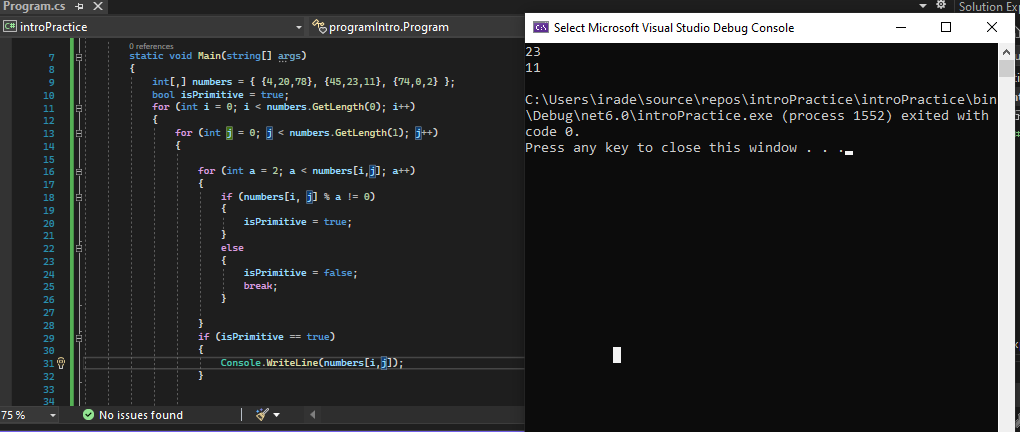 Program.cs
Solution Ex
introPractice
programIntro.Program
0 references
7 static void Main(string[] args)
8 {
9 int[,] numbers = { {4,20,78}, {45,23,11}, {74,0,2} };
10 bool isPrimitive = true;
11 for (int i = 0; i < numbers.GetLength(0); i++)
12 {
13 for (int j = 0; j < numbers.GetLength(1); j++)
14 {
15
16 for (int a = 2; a < numbers[i,j]; a++)
17 {
18 if (numbers[i, j] % a != 0)
19 {
20 isPrimitive = true;
21 }
22 else
23 {
24 isPrimitive = false;
25 break;
26 }
27
28 }
29 if (isPrimitive == true)
30 {
31 Console.WriteLine(numbers[i,j]);
32 }
33
34
75 %
No issues found
Select Microsoft Visual Studio Debug Console
23
11
C:\Users\irade\source\repos\introPractice\introPractice\bin
\Debug\net6.0\introPractice.exe (process 1552) exited with
code 0.
Press any key to close this window . . .